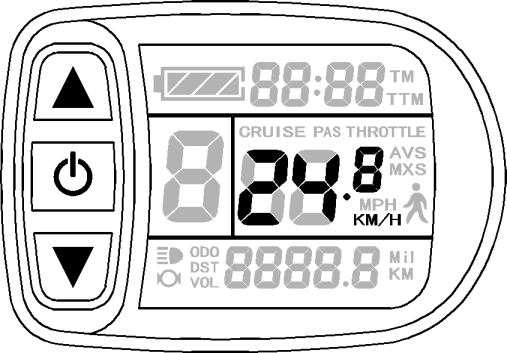 88:88 TM
TTM
8
CRUISE PAS THROTTLE
24.8
AVS
MXS
MPH
KM/H
ODO
DST
VOL
8888.8
Mil
KM